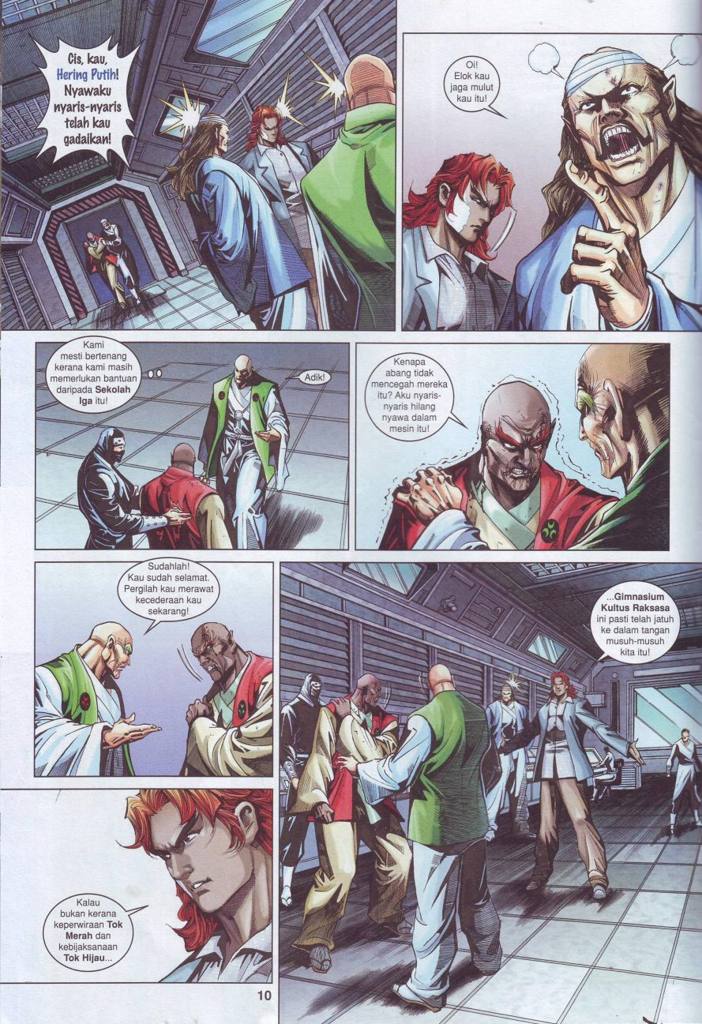 Cis, kau,
Hering Putih!
Nyawaku
nyaris-nyaris
telah kau
gadaikan!
Oi!
Elok kau
jaga mulut
kau itu!
Kami
mesti bertenang
kerana kami masih
memerlukan bantuan
daripada Sekolah
Iga itu!
Adik!
Kenapa
abang tidak
mencegah mereka
itu? Aku nyaris-
nyaris hilang
nyawa dalam
mesin itu!
Sudahlah!
Kau sudah selamat.
Pergilah kau merawat
kecederaan kau
sekarang!
Kalau
bukan kerana
keperwiraan Tok
Merah dan
kebijaksanaan
Tok Hijau...
...Gimnasium
Kultus Raksasa
ini pasti telah jatuh
ke dalam tangan
musuh-musuh
kita itu!
10